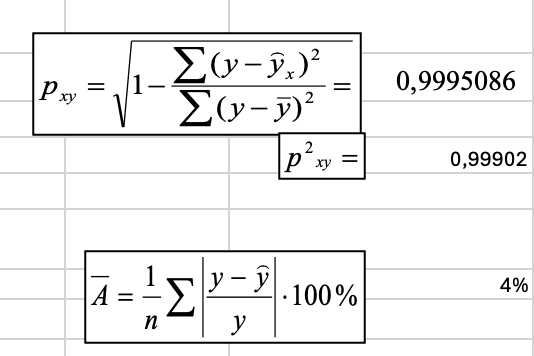 p_xy = √(1 − ∑(y − ŷ_x)² / ∑(y − ȳ)²) = 0,9995086
p²_xy = 0,99902
A̅ = 1/n ∑ |(y − ŷ)/y| · 100%  4%